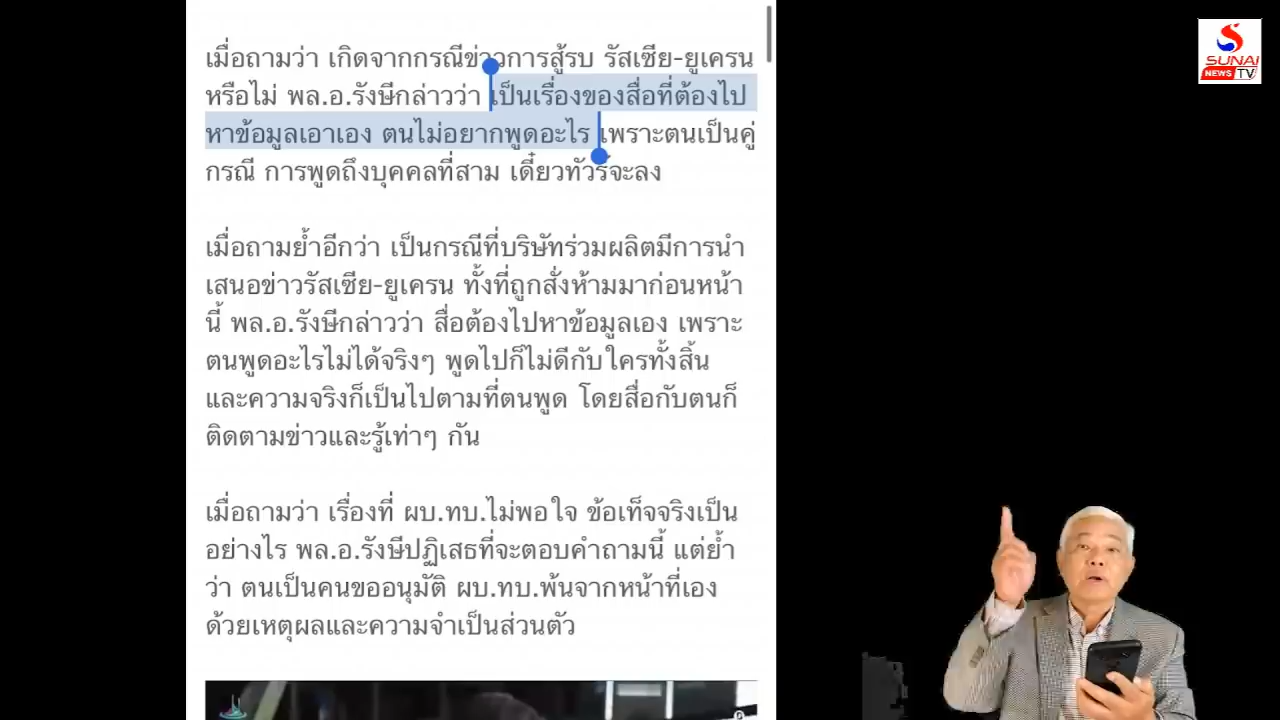 เมื่อถามว่า เกิดจากกรณีข่าวการสู้รบ รัสเซีย-ยูเครน
หรือไม่ พล.อ.รังษีกล่าวว่า เป็นเรื่องของสื่อที่ต้องไป
หาข้อมูลเอาเอง ตนไม่อยากพูดอะไร เพราะตนเป็นคู่
กรณี การพูดถึงบุคคลที่สาม เดี๋ยวทัวร์จะลง
เมื่อถามย้ำอีกว่า เป็นกรณีที่บริษัทร่วมผลิตมีการนำ
เสนอข่าวรัสเซีย-ยูเครน ทั้งที่ถูกสั่งห้ามมาก่อนหน้า
นี้ พล.อ.รังษีกล่าวว่า สื่อต้องไปหาข้อมูลเอง เพราะ
ตนพูดอะไรไม่ได้จริงๆ พูดไปก็ไม่ดีกับใครทั้งสิ้น
และความจริงก็เป็นไปตามที่ตนพูด โดยสื่อกับตนก็
ติดตามข่าวและรู้เท่าๆ กัน
เมื่อถามว่า เรื่องที่ ผบ.ทบ.ไม่พอใจ ข้อเท็จจริงเป็น
อย่างไร พล.อ.รังษีปฏิเสธที่จะตอบคำถามนี้ แต่ย้ำ
ว่า ตนเป็นคนขออนุมัติ ผบ.ทบ.พ้นจากหน้าที่เอง
ด้วยเหตุผลและความจำเป็นส่วนตัว
SUNAI
NEWS TV